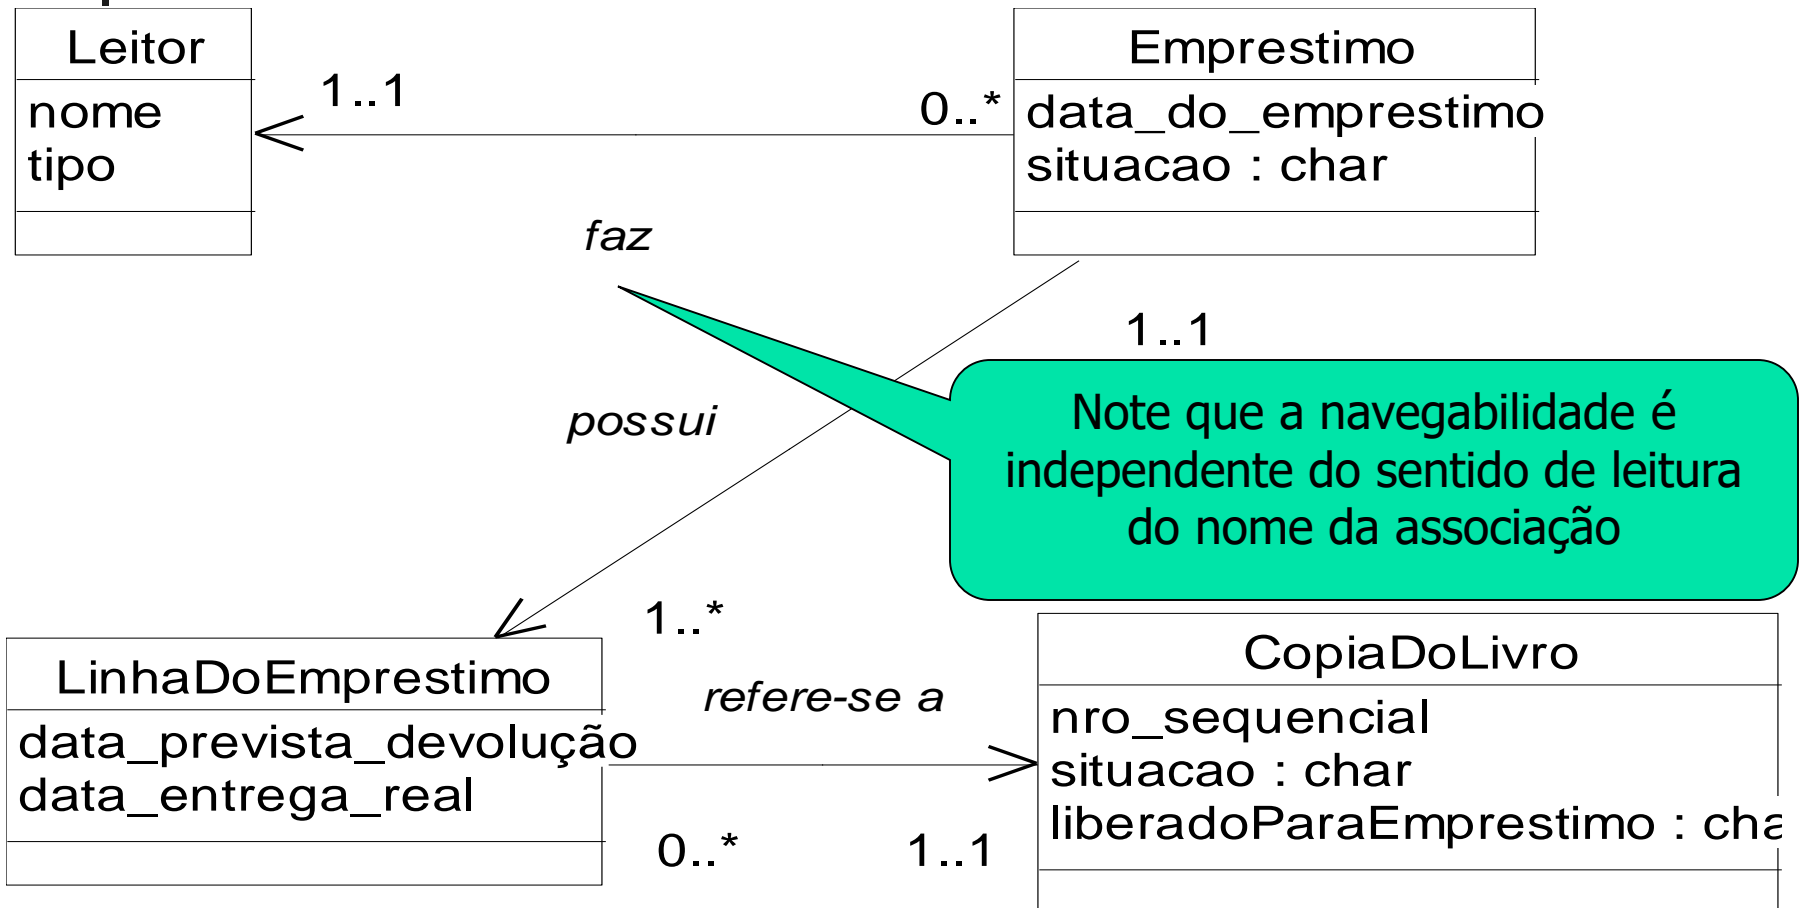 Leitor
nome
tipo
1..1
0..*
Emprestimo
data_do_emprestimo
situacao : char
faz
1..1
possui
Note que a navegabilidade é
independente do sentido de leitura
do nome da associação
1..*
LinhaDoEmprestimo
data_prevista_devolução
data_entrega_real
refere-se a
0..*
1..1
CopiaDoLivro
nro_sequencial
situacao : char
liberadoParaEmprestimo : cha